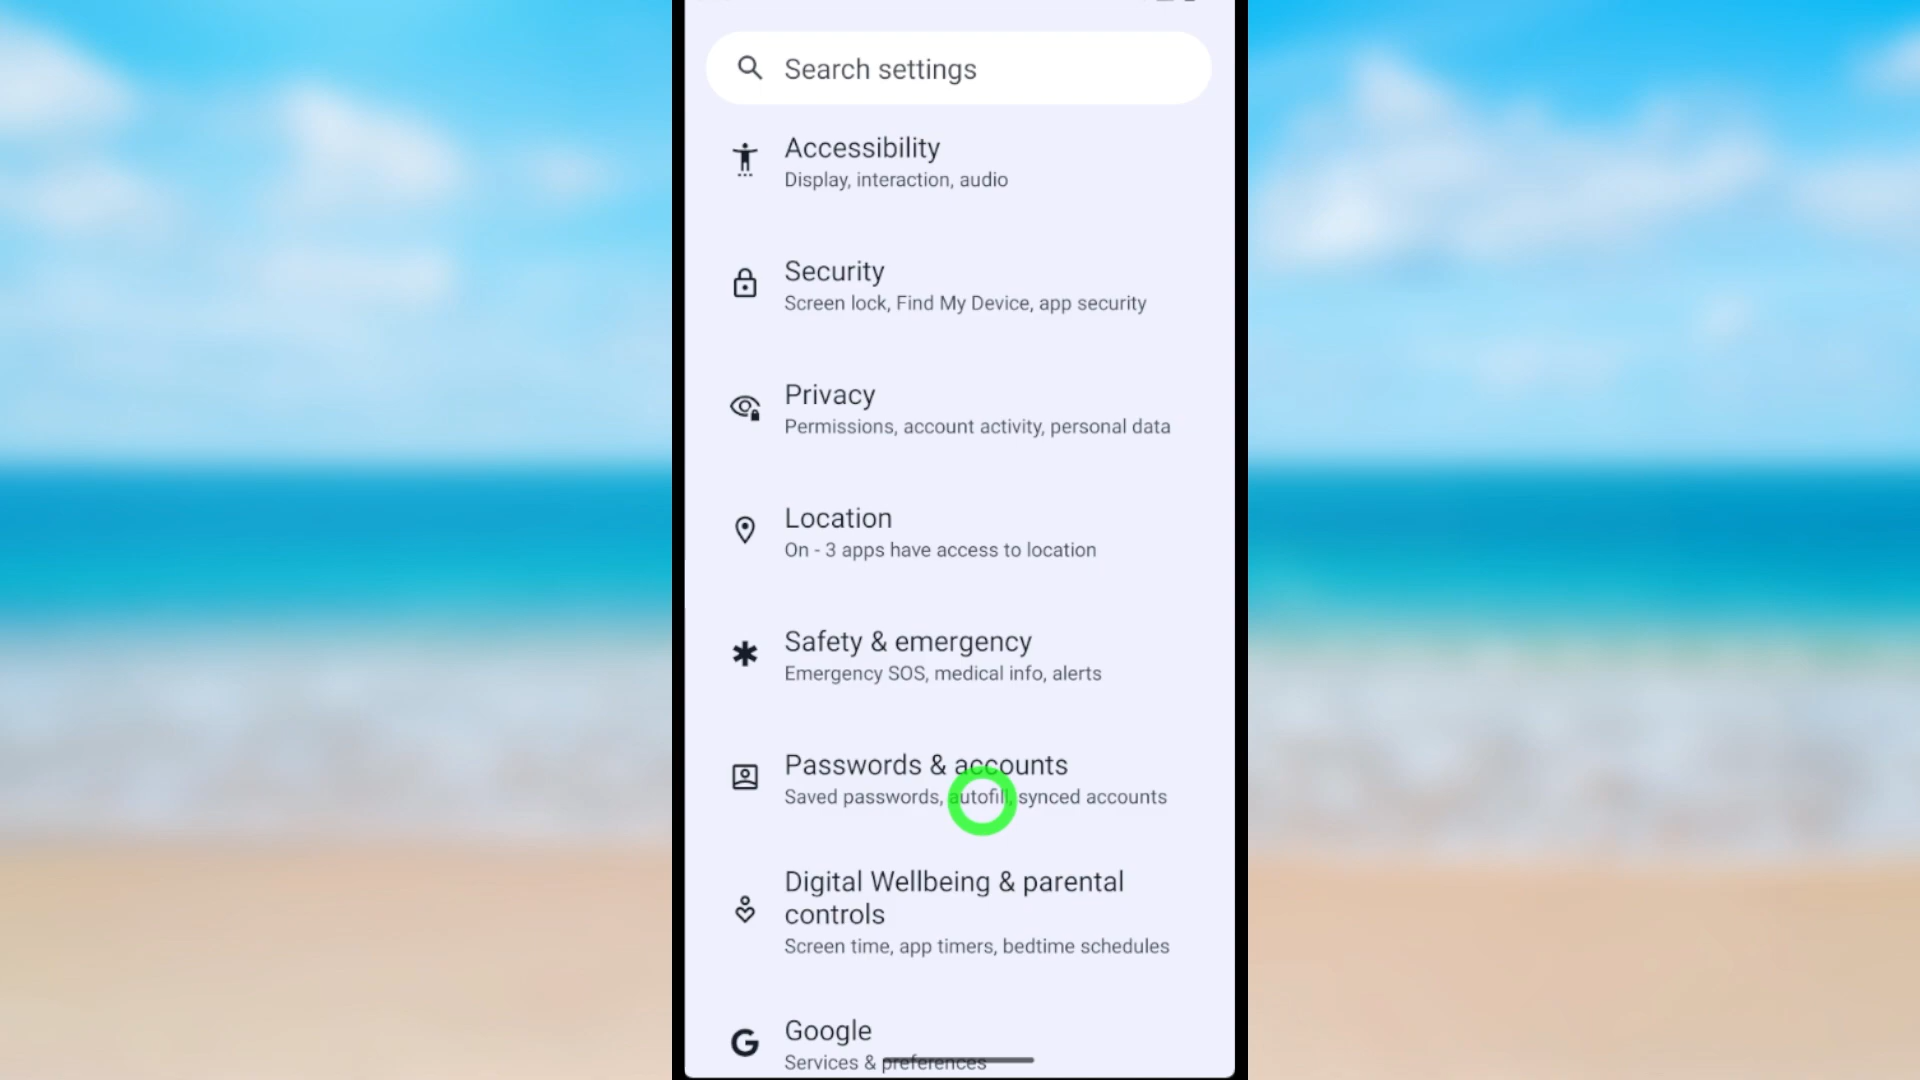 Search settings
Accessibility
Display, interaction, audio
Security
Screen lock, Find My Device, app security
Privacy
Permissions, account activity, personal data
Location
On - 3 apps have access to location
Safety & emergency
Emergency SOS, medical info, alerts
Passwords & accounts
Saved passwords, autofill, synced accounts
Digital Wellbeing & parental
controls
Screen time, app timers, bedtime schedules
Google
Services & preferences